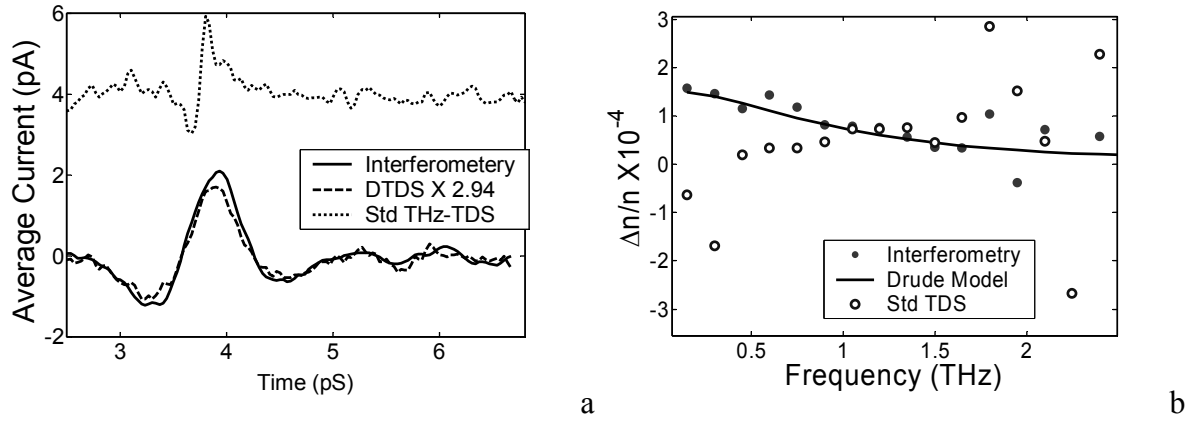 6
4
2
0
-2
Average Current (pA)
Interferometery
DTDS X 2.94
Std THz-TDS
3
4
5
6
Time (pS)
a
3
2
1
0
-1
-2
-3
Δn/n X10⁻⁴
Interferometry
Drude Model
Std TDS
0.5
1
1.5
2
Frequency (THz)
b